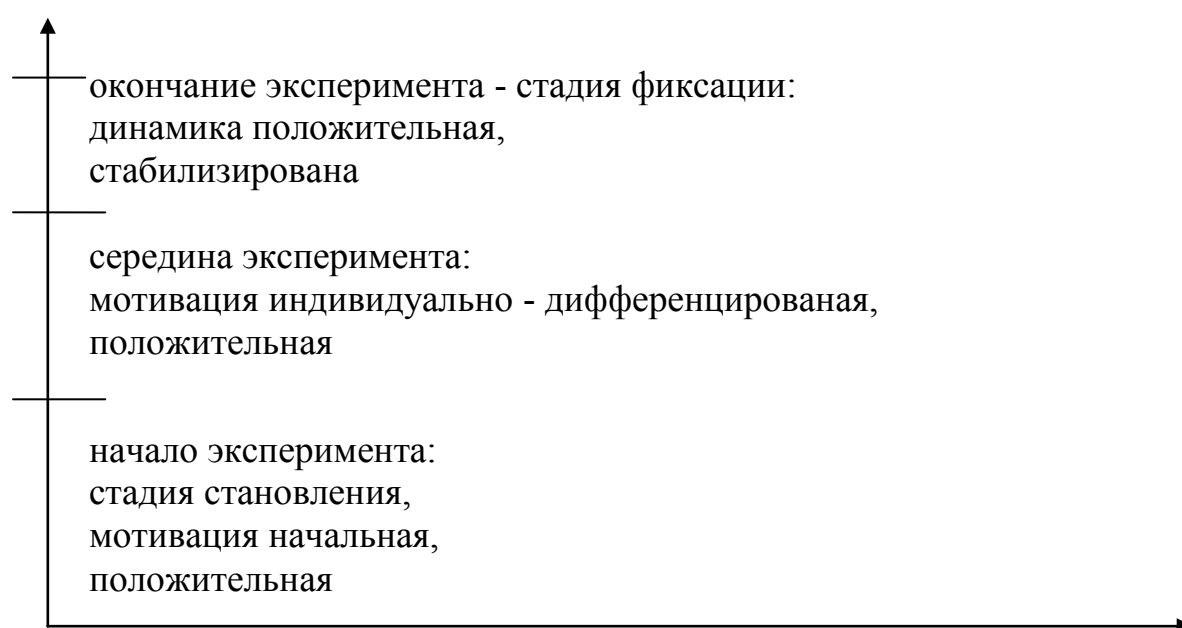 окончание эксперимента - стадия фиксации:
динамика положительная,
стабилизирована
середина эксперимента:
мотивация индивидуально - дифференцированая,
положительная
начало эксперимента:
стадия становления,
мотивация начальная,
положительная